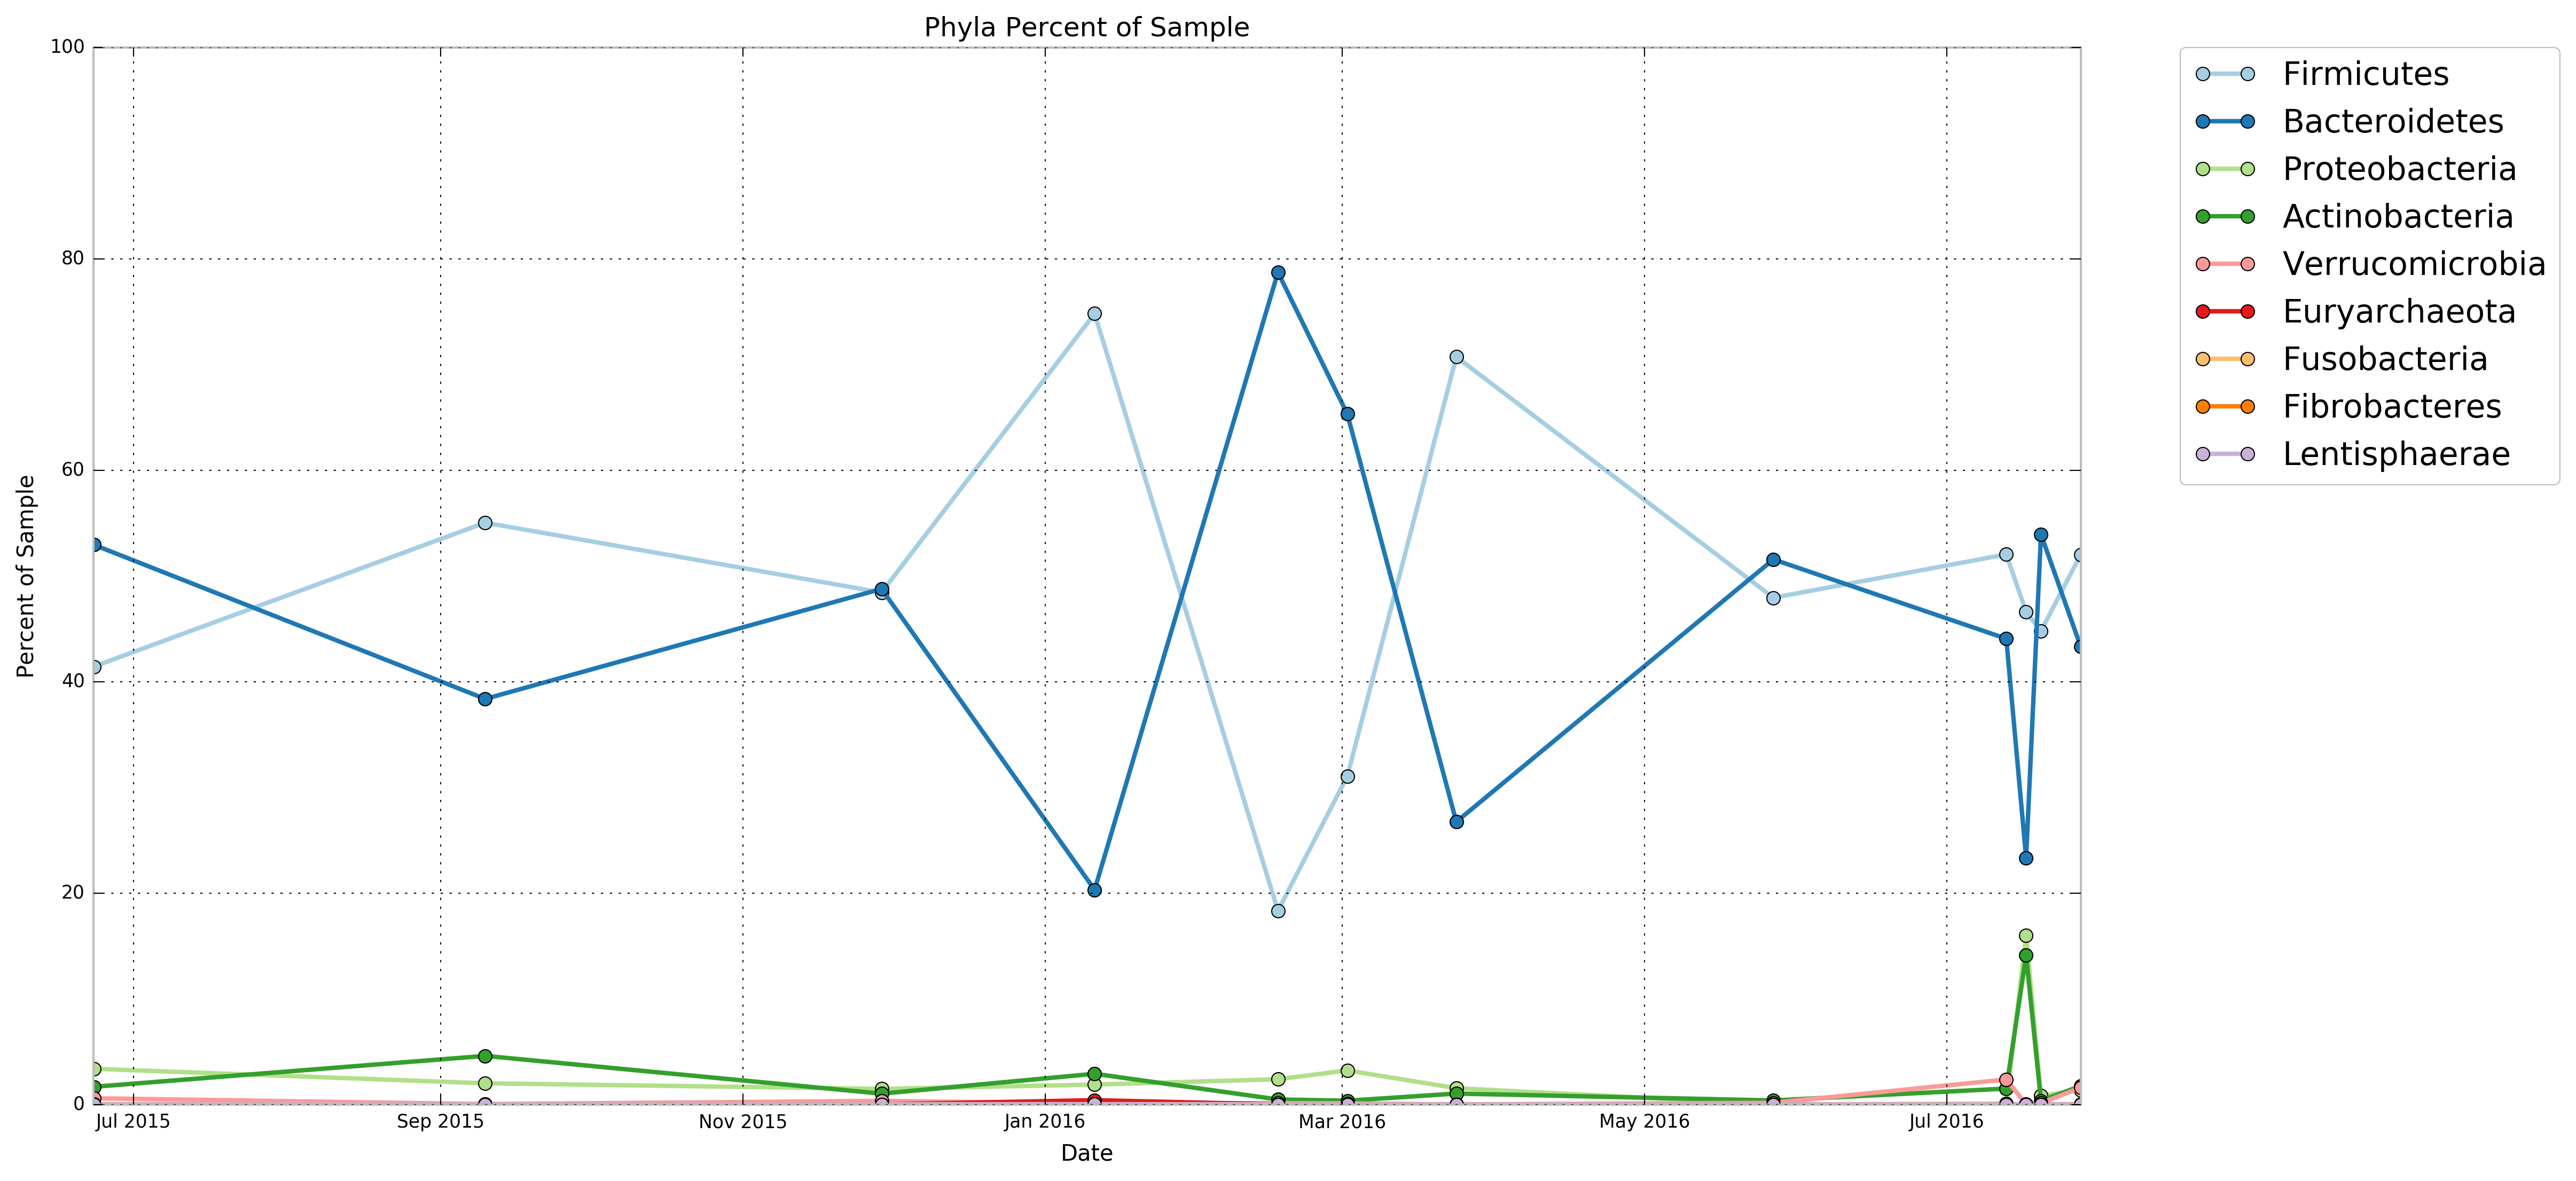 Phyla Percent of Sample
100
80
60
40
20
0
Percent of Sample
Jul 2015
Sep 2015
Nov 2015
Jan 2016
Mar 2016
May 2016
Jul 2016
Date
Firmicutes
Bacteroidetes
Proteobacteria
Actinobacteria
Verrucomicrobia
Euryarchaeota
Fusobacteria
Fibrobacteres
Lentisphaerae